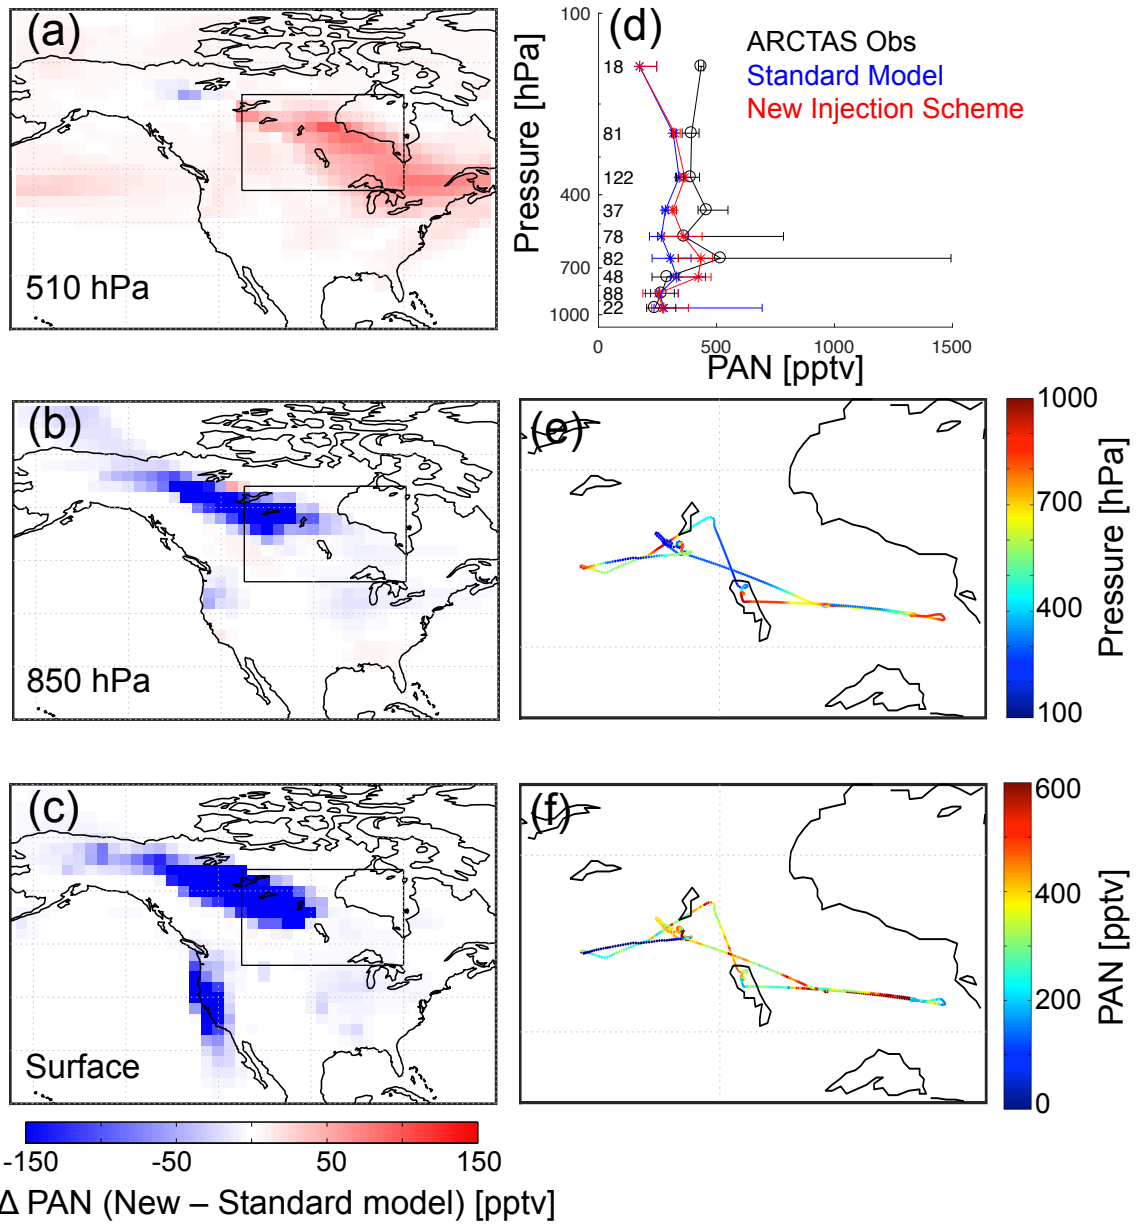 (a)
510 hPa
(d)
ARCTAS Obs
Standard Model
New Injection Scheme
Pressure [hPa]
100
400
700
1000
18
81
122
37
78
82
48
88
22
0
500
1000
1500
PAN [pptv]
(b)
850 hPa
(e)
1000
700
400
100
Pressure [hPa]
(c)
Surface
(f)
600
400
200
0
PAN [pptv]
-150
-50
50
150
Δ PAN (New – Standard model) [pptv]